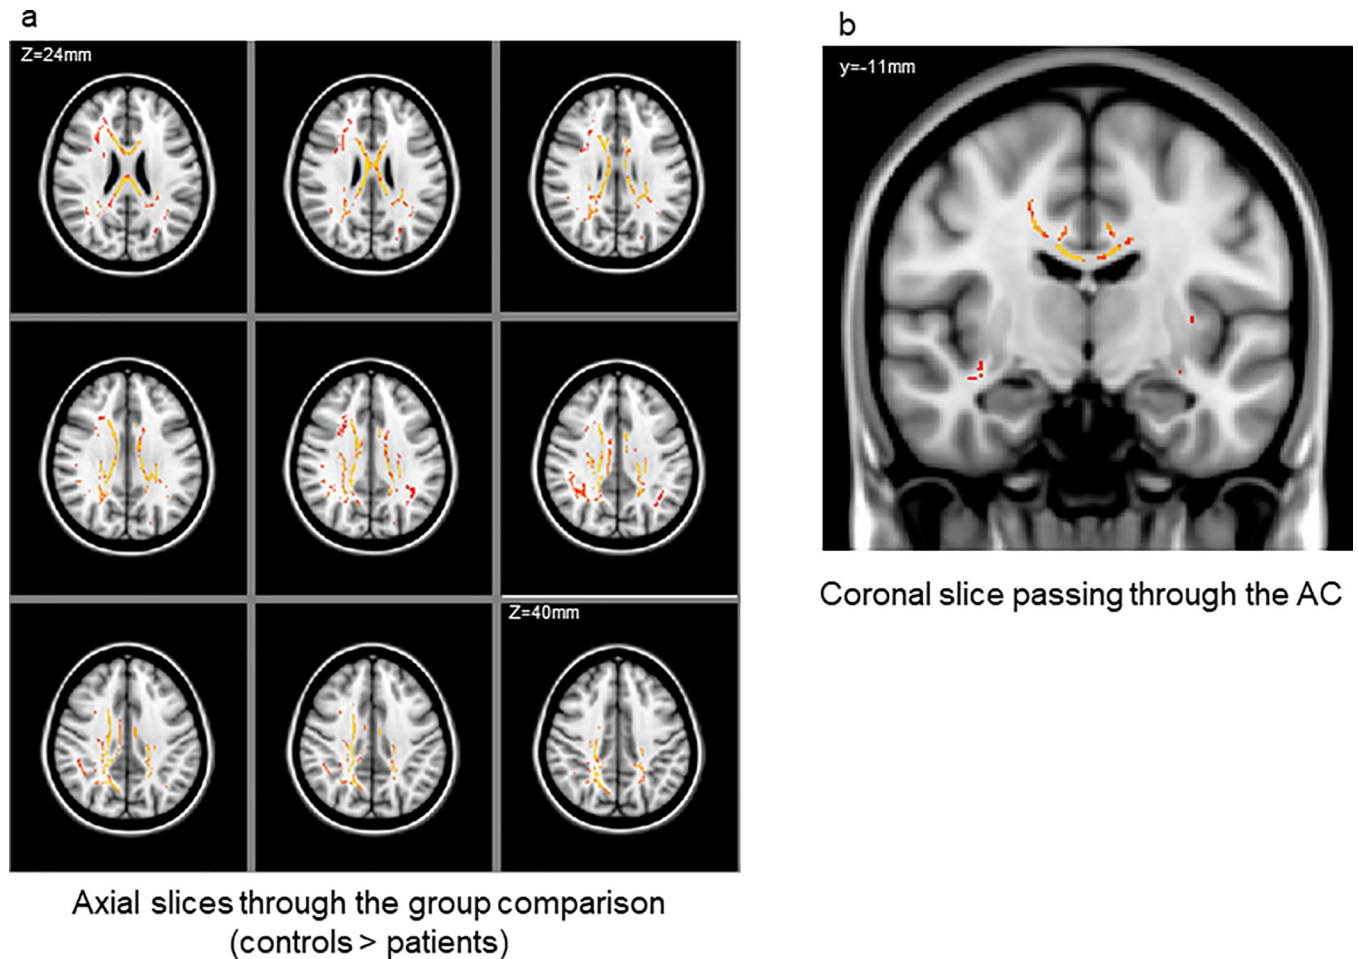 a
Z=24mm
Z=40mm
Axial slices through the group comparison
(controls > patients)
b
y=-11mm
Coronal slice passing through the AC